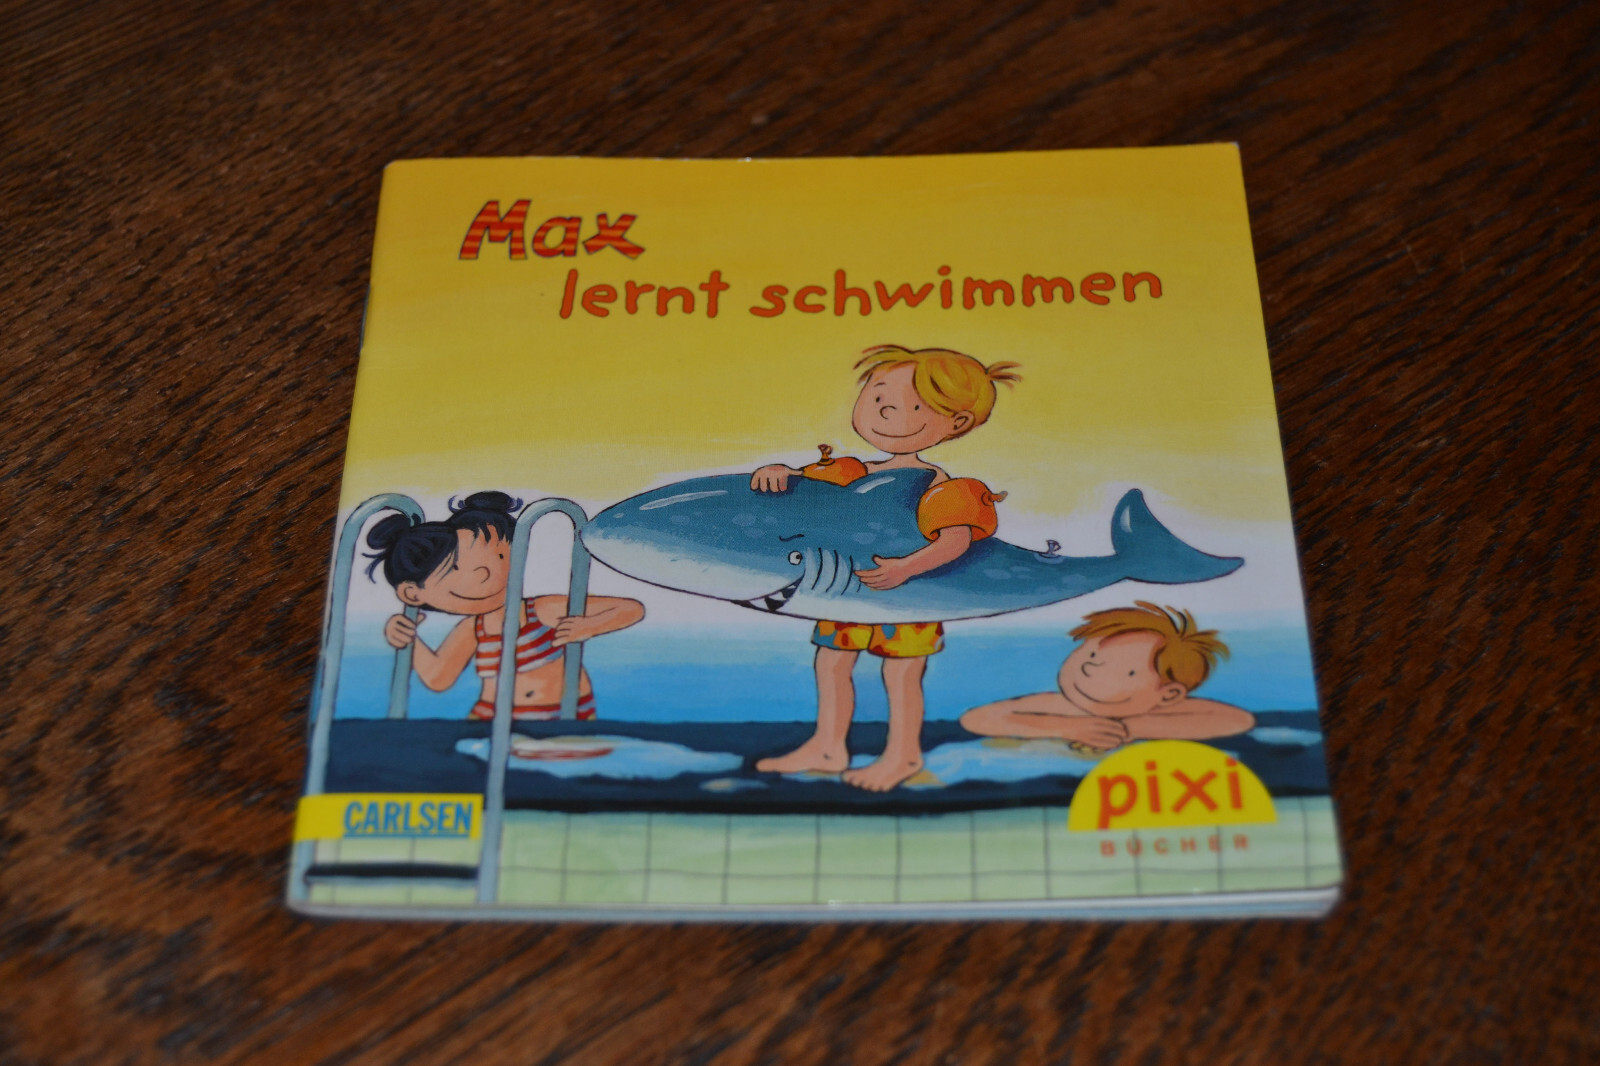 Max
lernt schwimmen
CARLSEN
pixi
BÜCHER